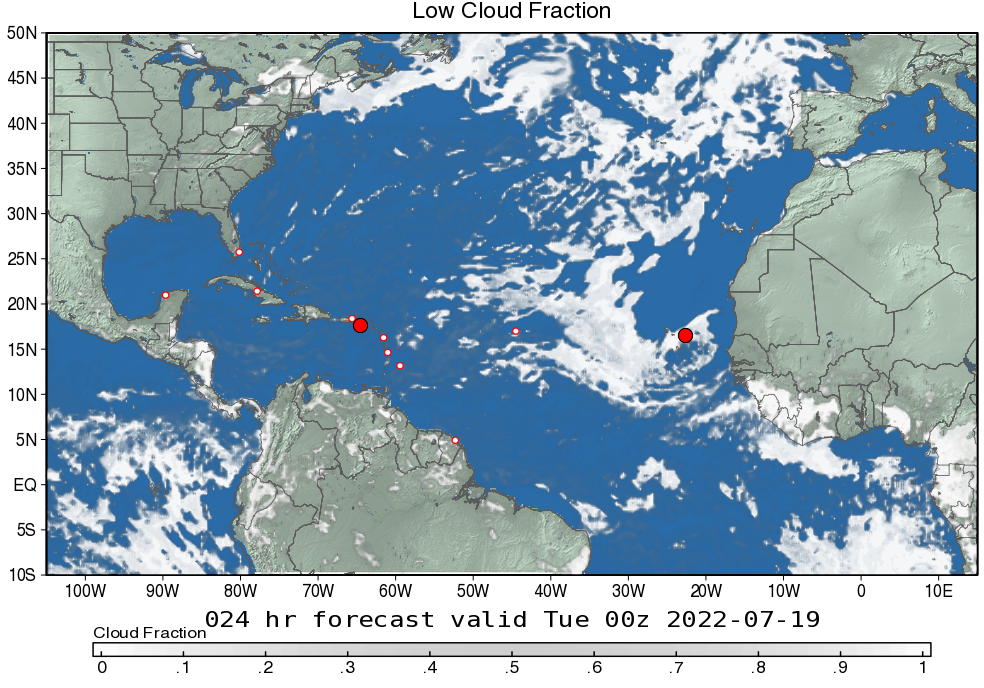 Low Cloud Fraction
50N
45N
40N
35N
30N
25N
20N
15N
10N
5N
EQ
5S
10S
100W 90W 80W 70W 60W 50W 40W 30W 20W 10W 0 10E
024 hr forecast valid Tue 00z 2022-07-19
Cloud Fraction
0 .1 .2 .3 .4 .5 .6 .7 .8 .9 1